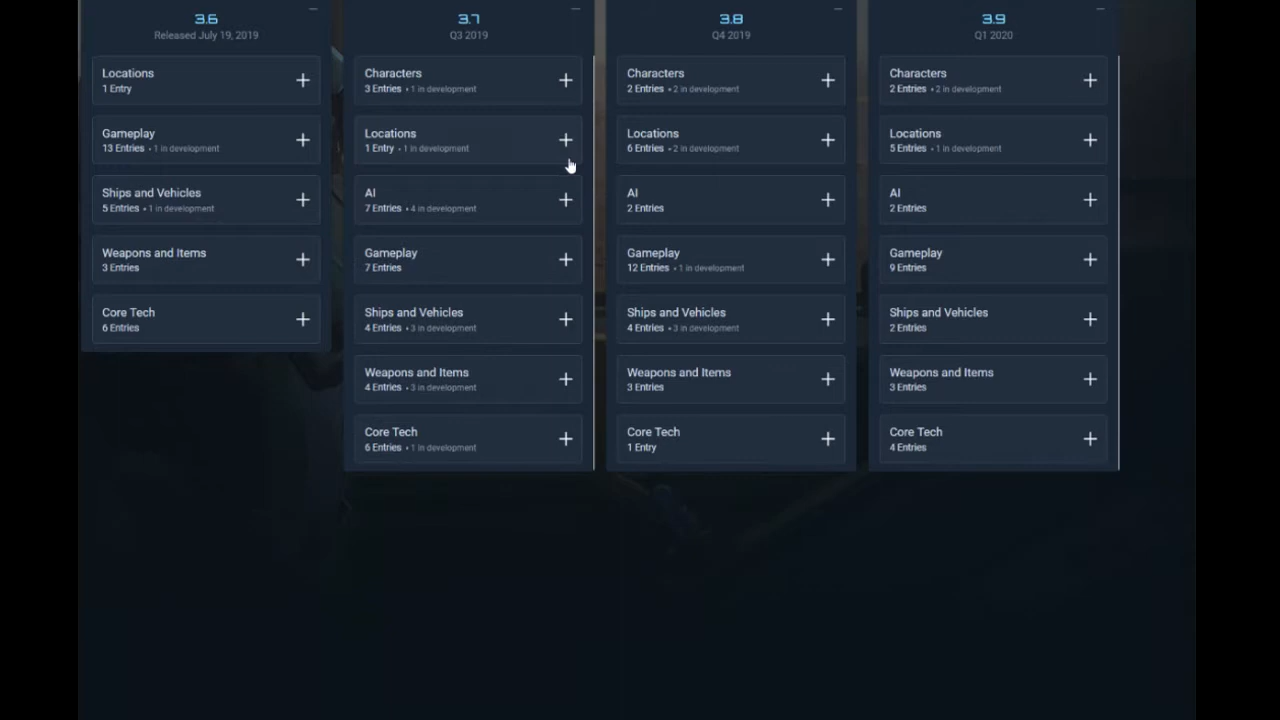 3.6
Released July 19, 2019
Locations
1 Entry
Gameplay
13 Entries • 1 in development
Ships and Vehicles
5 Entries • 1 in development
Weapons and Items
3 Entries
Core Tech
6 Entries
3.7
Q3 2019
Characters
3 Entries • 1 in development
Locations
1 Entry • 1 in development
AI
7 Entries • 4 in development
Gameplay
7 Entries
Ships and Vehicles
4 Entries • 3 in development
Weapons and Items
4 Entries • 3 in development
Core Tech
6 Entries • 1 in development
3.8
Q4 2019
Characters
2 Entries • 2 in development
Locations
6 Entries • 2 in development
AI
2 Entries
Gameplay
12 Entries • 1 in development
Ships and Vehicles
4 Entries • 3 in development
Weapons and Items
3 Entries
Core Tech
1 Entry
3.9
Q1 2020
Characters
2 Entries • 2 in development
Locations
5 Entries • 1 in development
AI
2 Entries
Gameplay
9 Entries
Ships and Vehicles
2 Entries
Weapons and Items
3 Entries
Core Tech
4 Entries